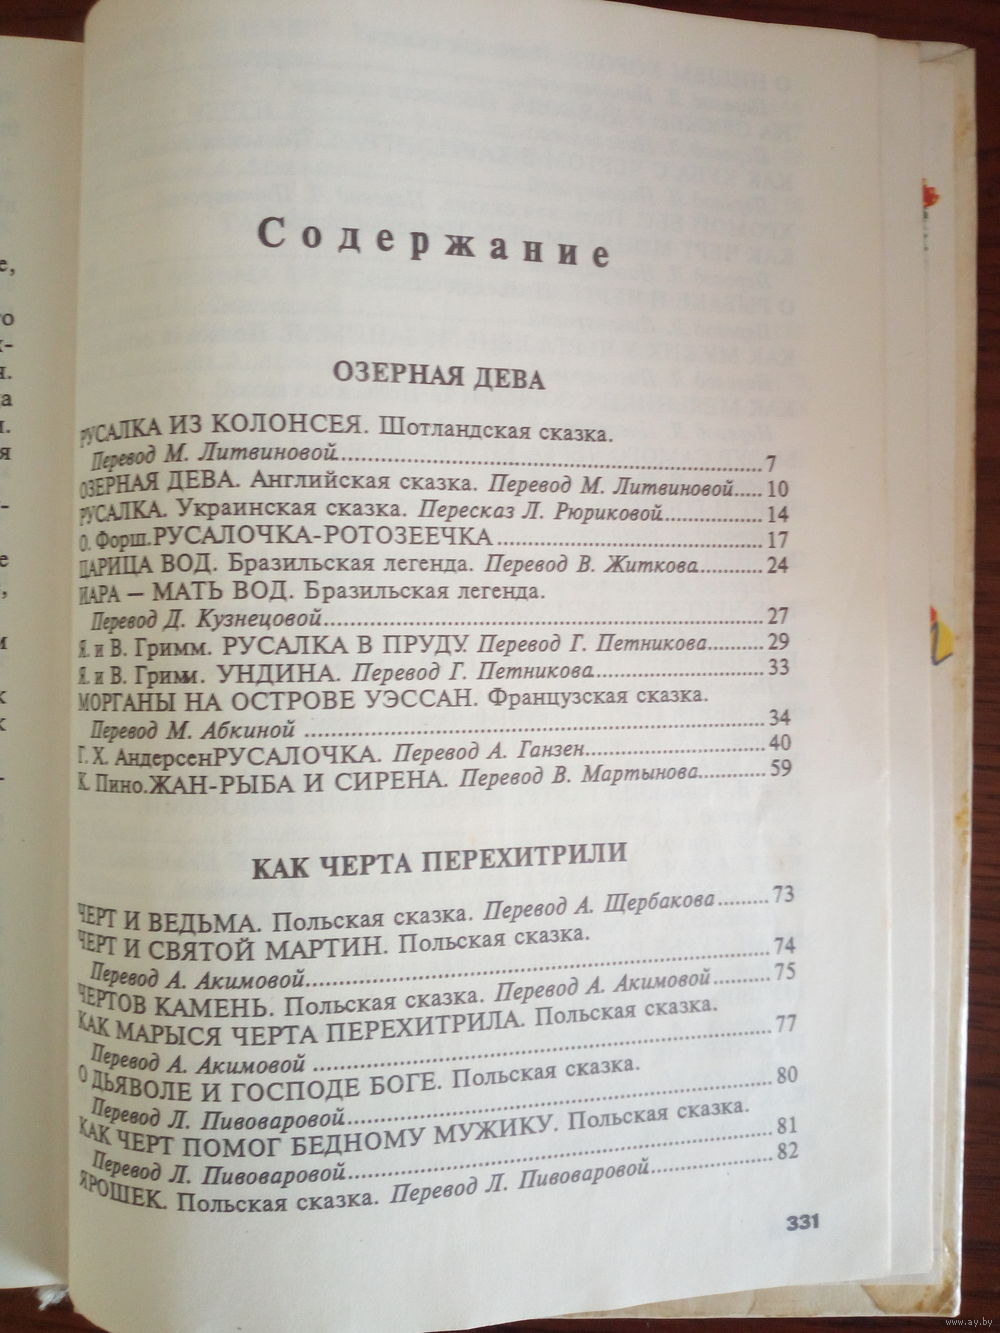 е,
го
х-
я.
да
и.
я
-
е
,
и
к
к
-
Содержание
ОЗЕРНАЯ ДЕВА
РУСАЛКА ИЗ КОЛОНСЕЯ. Шотландская сказка.
Перевод М. Литвиновой........7
ОЗЕРНАЯ ДЕВА. Английская сказка. Перевод М. Литвиновой.....10
РУСАЛКА. Украинская сказка. Пересказ Л. Рюриковой........14
О. Форш.РУСАЛОЧКА-РОТОЗЕЕЧКА........17
ЦАРИЦА ВОД. Бразильская легенда. Перевод В. Житкова........24
ИАРА — МАТЬ ВОД. Бразильская легенда.
Перевод Д. Кузнецовой........27
Я. и В. Гримм. РУСАЛКА В ПРУДУ. Перевод Г. Петникова........29
Я. и В. Гримм. УНДИНА. Перевод Г. Петникова........33
МОРГАНЫ НА ОСТРОВЕ УЭССАН. Французская сказка.
Перевод М. Абкиной ........34
Г. Х. АндерсенРУСАЛОЧКА. Перевод А. Ганзен........40
К. Пино.ЖАН-РЫБА И СИРЕНА. Перевод В. Мартынова........59
КАК ЧЕРТА ПЕРЕХИТРИЛИ
ЧЕРТ И ВЕДЬМА. Польская сказка. Перевод А. Щербакова........73
ЧЕРТ И СВЯТОЙ МАРТИН. Польская сказка.
Перевод А. Акимовой........74
ЧЕРТОВ КАМЕНЬ. Польская сказка. Перевод А. Акимовой........75
КАК МАРЫСЯ ЧЕРТА ПЕРЕХИТРИЛА. Польская сказка.
Перевод А. Акимовой ........77
О ДЬЯВОЛЕ И ГОСПОДЕ БОГЕ. Польская сказка.
Перевод Л. Пивоваровой........80
КАК ЧЕРТ ПОМОГ БЕДНОМУ МУЖИКУ. Польская сказка.
Перевод Л. Пивоваровой........81
ЯРОШЕК. Польская сказка. Перевод Л. Пивоваровой........82
331
www.ay.by